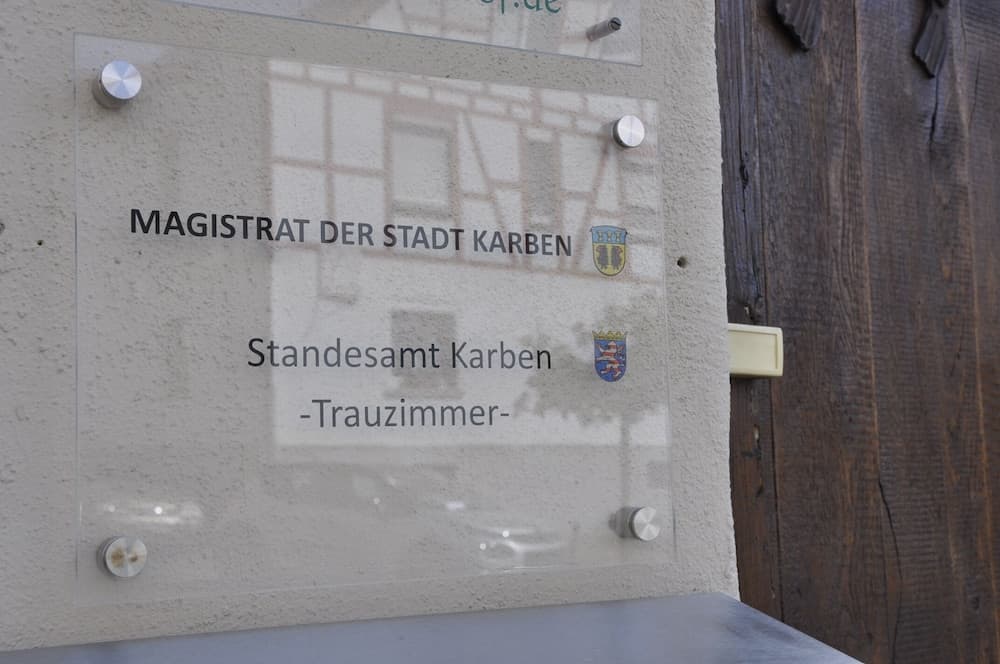 MAGISTRAT DER STADT KARBEN
Standesamt Karben
-Trauzimmer-